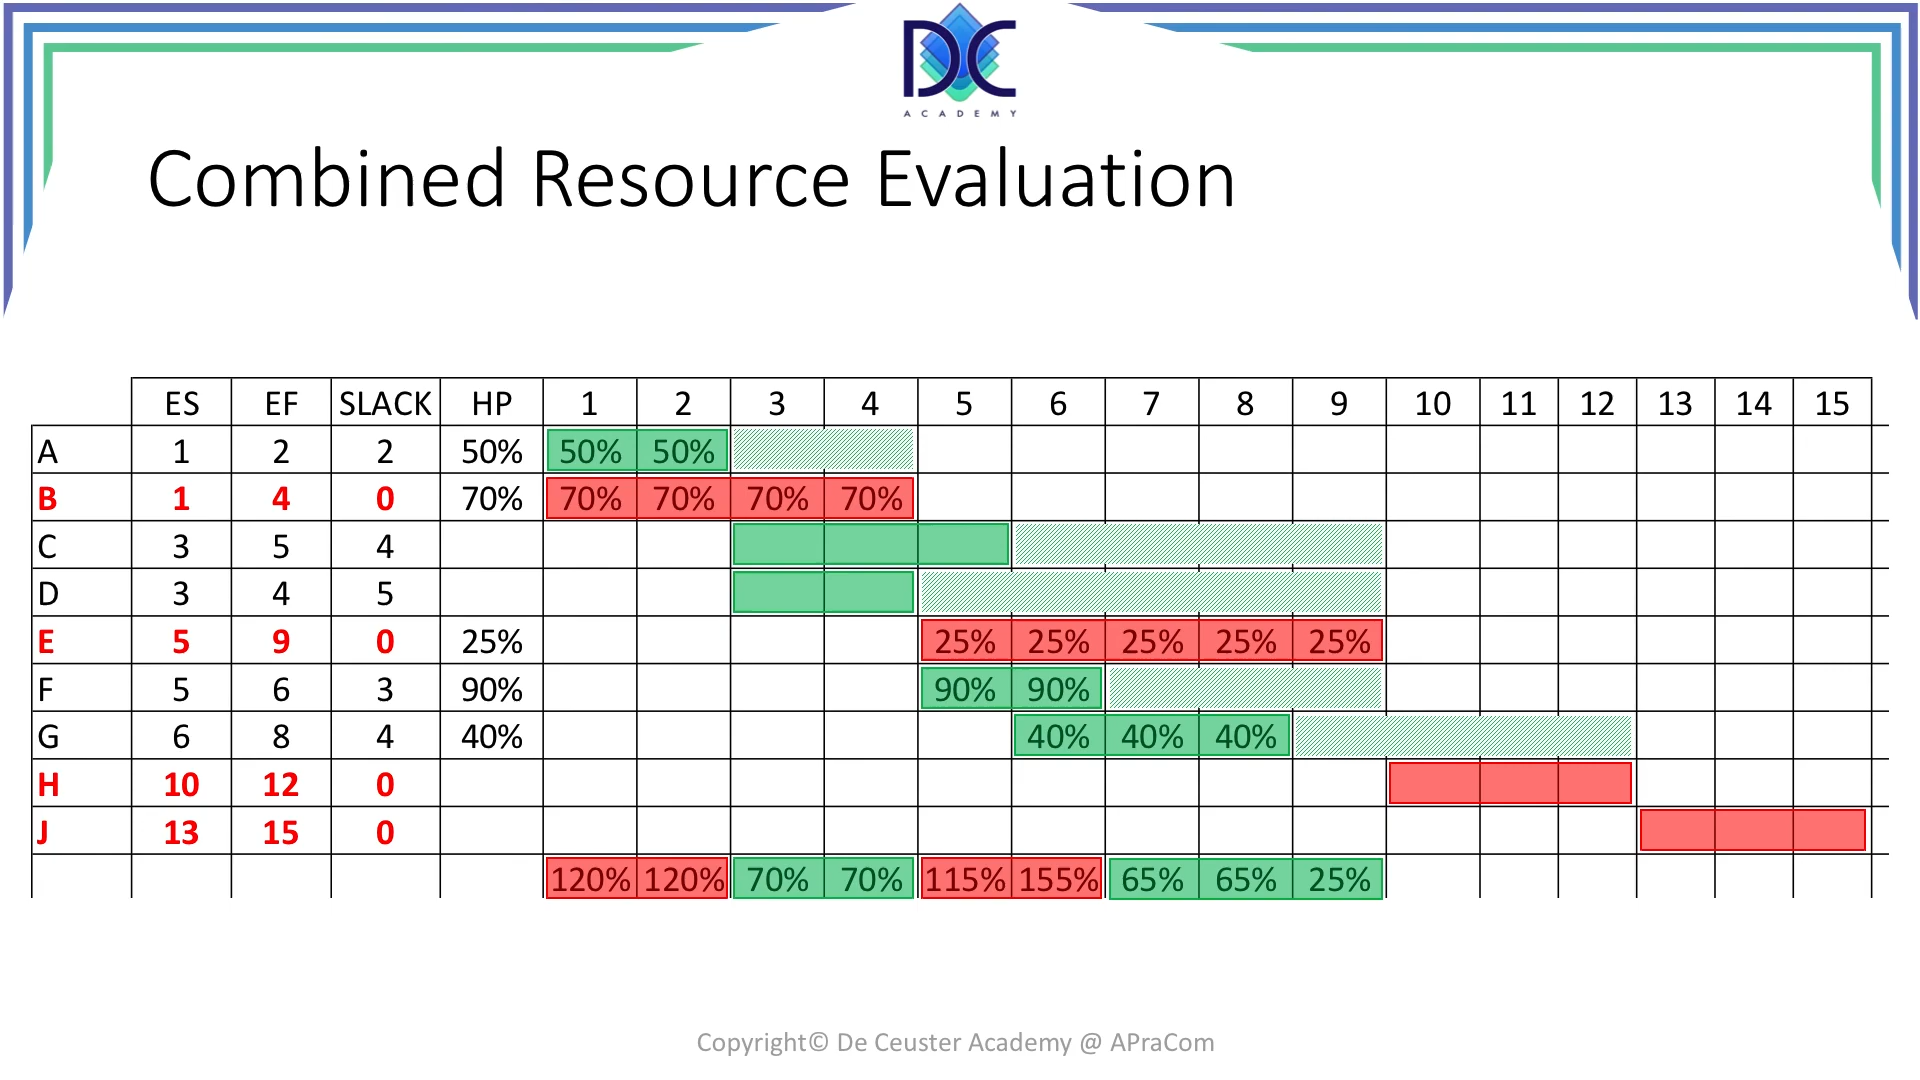 DC
ACADEMY
Combined Resource Evaluation
ES EF SLACK HP 1 2 3 4 5 6 7 8 9 10 11 12 13 14 15
A 1 2 2 50% 50% 50%
B 1 4 0 70% 70% 70% 70% 70%
C 3 5 4
D 3 4 5
E 5 9 0 25% 25% 25% 25% 25% 25%
F 5 6 3 90% 90% 90%
G 6 8 4 40% 40% 40% 40%
H 10 12 0
J 13 15 0
120% 120% 70% 70% 115% 155% 65% 65% 25%
Copyright© De Ceuster Academy @ APraCom